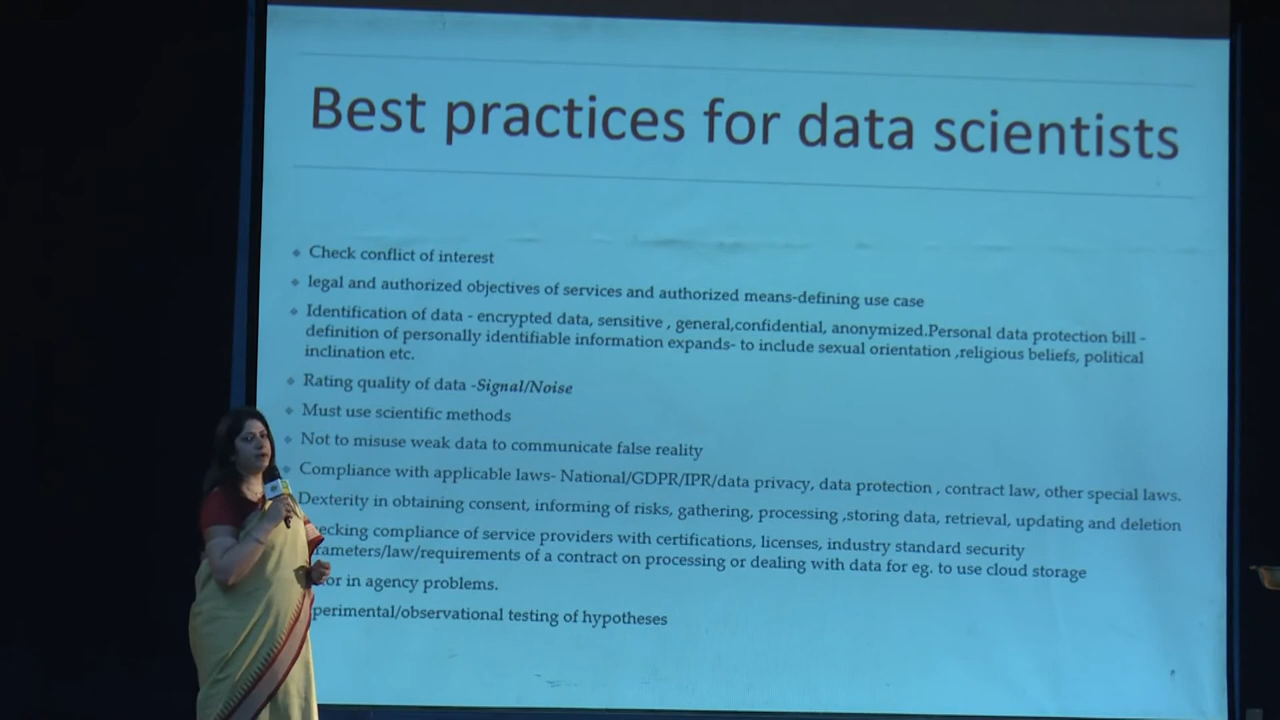 Best practices for data scientists
Check conflict of interest
legal and authorized objectives of services and authorized means-defining use case
Identification of data - encrypted data, sensitive , general,confidential, anonymized.Personal data protection bill -
definition of personally identifiable information expands- to include sexual orientation ,religious beliefs, political
inclination etc.
Rating quality of data -Signal/Noise
Must use scientific methods
Not to misuse weak data to communicate false reality
Compliance with applicable laws- National/GDPR/IPR/data privacy, data protection , contract law, other special laws.
Dexterity in obtaining consent, informing of risks, gathering, processing ,storing data, retrieval, updating and deletion
compliance of service providers with certifications, licenses, industry standard security
of a contract on processing or dealing with data for eg. to use cloud storage
in agency problems.
testing of hypotheses